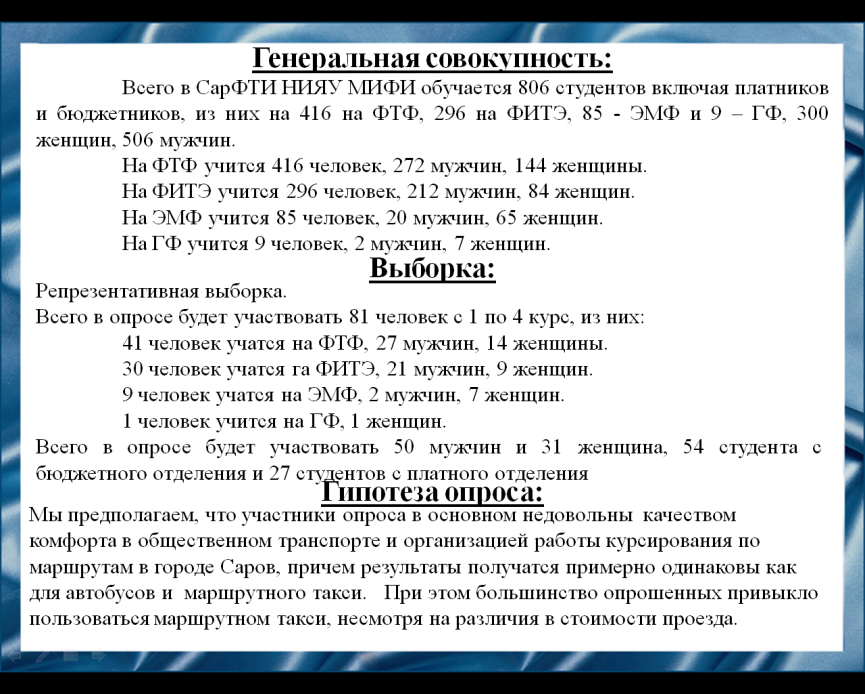 Генеральная совокупность:
Всего в СарФТИ НИЯУ МИФИ обучается 806 студентов включая платников
и бюджетников, из них на 416 на ФТФ, 296 на ФИТЭ, 85 - ЭМФ и 9 – ГФ, 300
женщин, 506 мужчин.
На ФТФ учится 416 человек, 272 мужчин, 144 женщины.
На ФИТЭ учится 296 человек, 212 мужчин, 84 женщин.
На ЭМФ учится 85 человек, 20 мужчин, 65 женщин.
На ГФ учится 9 человек, 2 мужчин, 7 женщин.
Выборка:
Репрезентативная выборка.
Всего в опросе будет участвовать 81 человек с 1 по 4 курс, из них:
41 человек учатся на ФТФ, 27 мужчин, 14 женщины.
30 человек учатся га ФИТЭ, 21 мужчин, 9 женщин.
9 человек учатся на ЭМФ, 2 мужчин, 7 женщин.
1 человек учится на ГФ, 1 женщин.
Всего в опросе будет участвовать 50 мужчин и 31 женщина, 54 студента с
бюджетного отделения и 27 студентов с платного отделения
Гипотеза опроса:
Мы предполагаем, что участники опроса в основном недовольны качеством
комфорта в общественном транспорте и организацией работы курсирования по
маршрутам в городе Саров, причем результаты получатся примерно одинаковы как
для автобусов и маршрутного такси. При этом большинство опрошенных привыкло
пользоваться маршрутном такси, несмотря на различия в стоимости проезда.